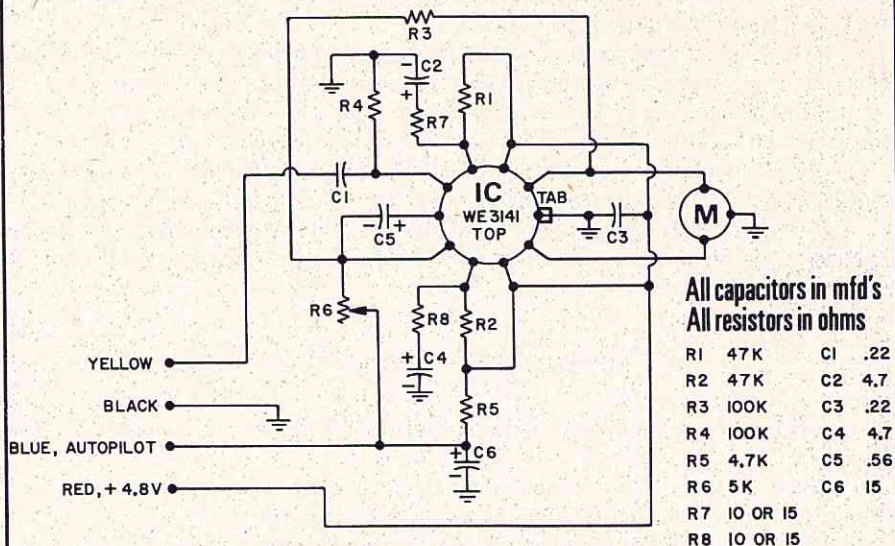 R3
C2
R4
R7
R1
C1
IC
WE3141
TOP
TAB
M
C5
C3
R6
R8
R2
C4
R5
C6
YELLOW
BLACK
BLUE, AUTOPILOT
RED, + 4.8V
All capacitors in mfd's
All resistors in ohms
R1 47K C1 .22
R2 47K C2 4.7
R3 100K C3 .22
R4 100K C4 4.7
R5 4.7K C5 .56
R6 5K C6 15
R7 10 OR 15
R8 10 OR 15